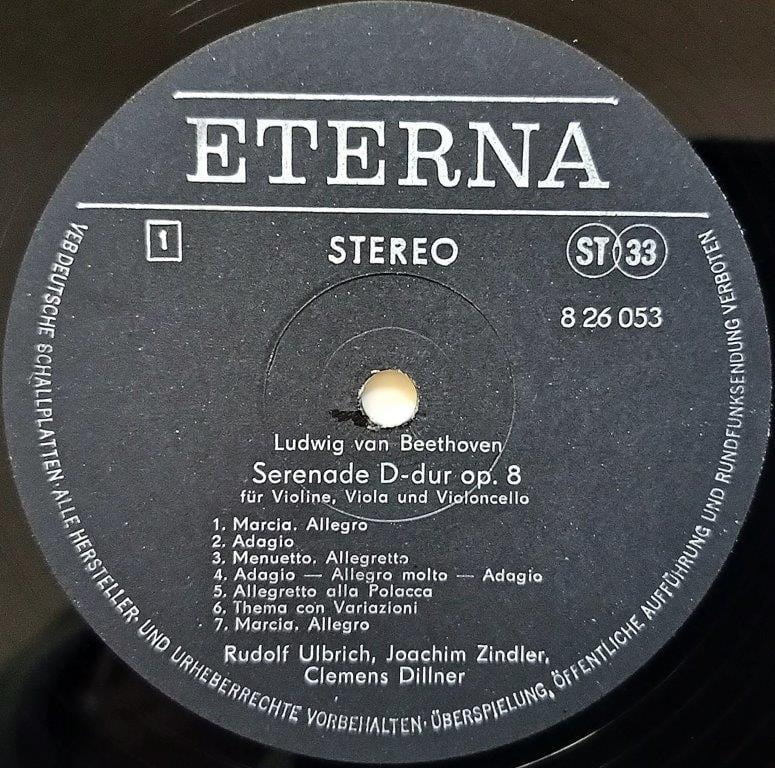 ETERNA
1
STEREO
ST 33
8 26 053
Ludwig van Beethoven
Serenade D-dur op. 8
für Violine, Viola und Violoncello
1. Marcia. Allegro
2. Adagio
3. Menuetto. Allegretto
4. Adagio — Allegro molto — Adagio
5. Allegretto alla Polacca
6. Thema con Variazioni
7. Marcia. Allegro
Rudolf Ulbrich, Joachim Zindler,
Clemens Dillner
VEB DEUTSCHE SCHALLPLATTEN · ALLE HERSTELLER- UND URHEBERRECHTE VORBEHALTEN · ÜBERSPIELUNG, ÖFFENTLICHE AUFFÜHRUNG UND RUNDFUNKSENDUNG VERBOTEN